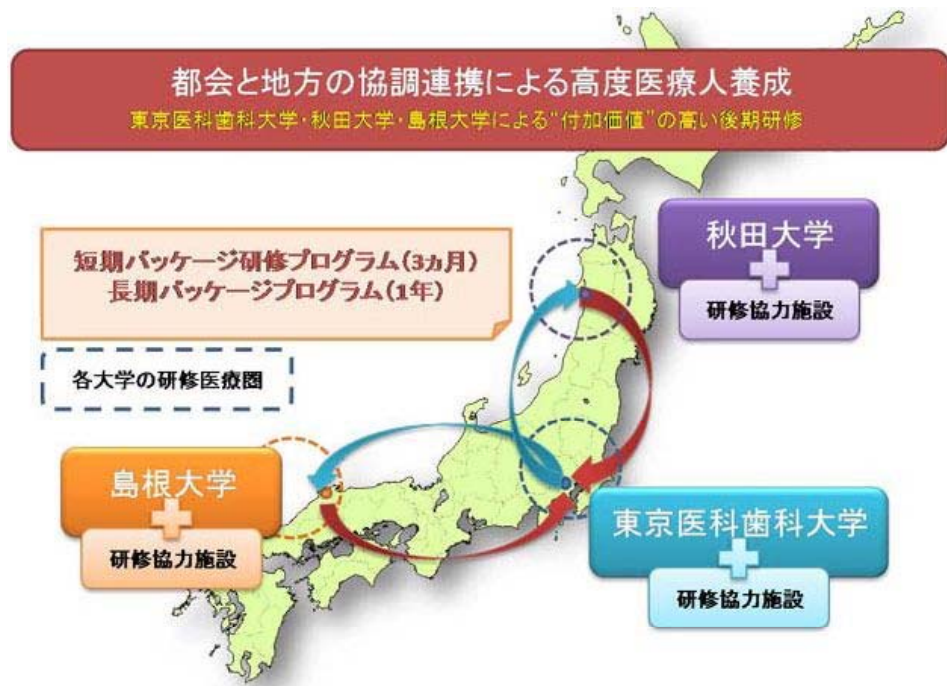 都会と地方の協調連携による高度医療人養成
東京医科歯科大学・秋田大学・島根大学による“付加価値”の高い後期研修
秋田大学
研修協力施設
短期パッケージ研修プログラム(3ヵ月)
長期パッケージプログラム(1年)
各大学の研修医療圏
島根大学
研修協力施設
東京医科歯科大学
研修協力施設